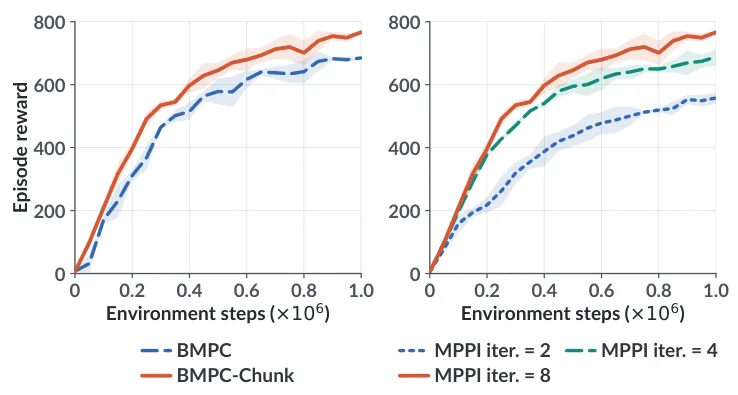 800
600
400
200
0
Episode reward
0 0.2 0.4 0.6 0.8 1.0
Environment steps (×10⁶)
BMPC
BMPC-Chunk
800
600
400
200
0
0 0.2 0.4 0.6 0.8 1.0
Environment steps (×10⁶)
MPPI iter. = 2 MPPI iter. = 4
MPPI iter. = 8